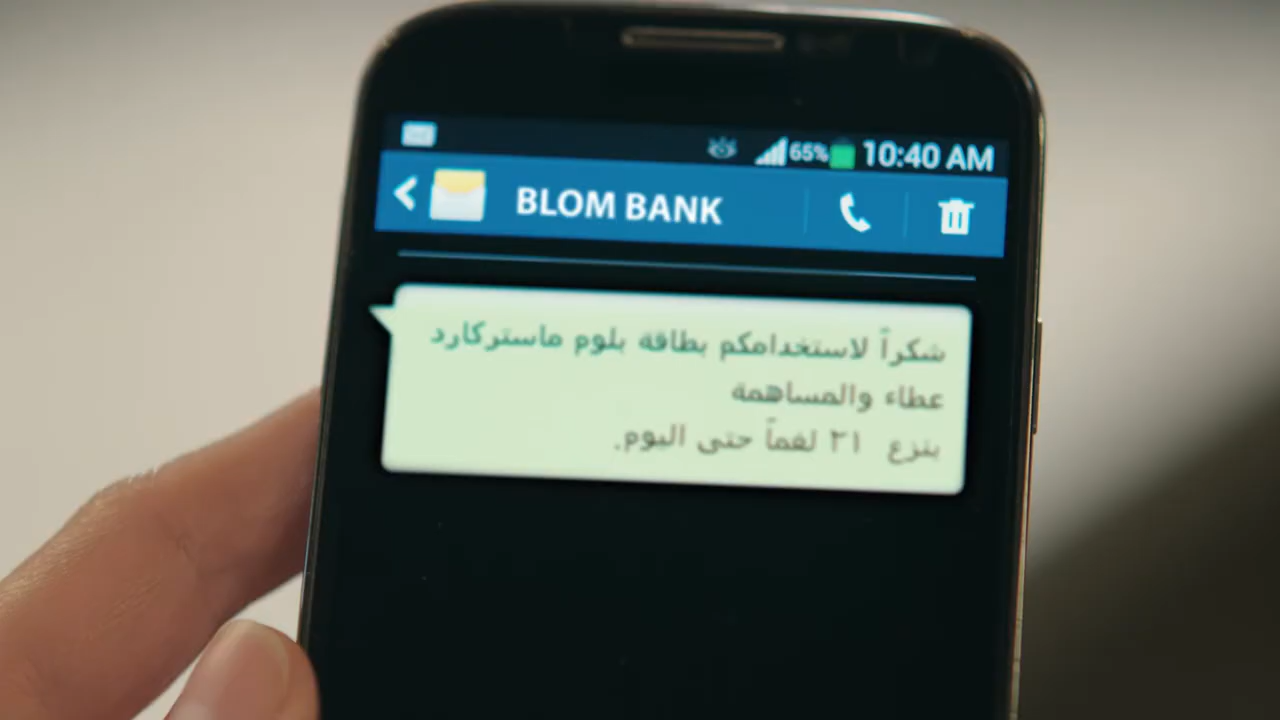 65% 10:40 AM
BLOM BANK
شكراً لاستخدامكم بطاقة بلوم ماستركارد
عطاء والمساهمة
بنزع ٢١ لغماً حتى اليوم.